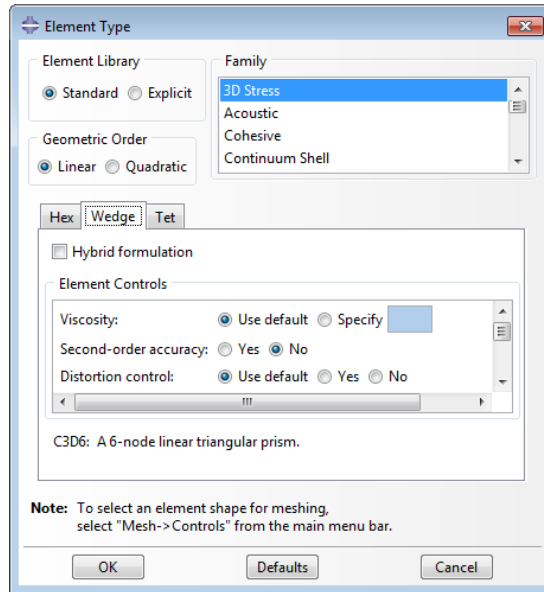 Element Type
Element Library
Standard Explicit
Geometric Order
Linear Quadratic
Family
3D Stress
Acoustic
Cohesive
Continuum Shell
Hex Wedge Tet
Hybrid formulation
Element Controls
Viscosity: Use default Specify
Second-order accuracy: Yes No
Distortion control: Use default Yes No
C3D6: A 6-node linear triangular prism.
Note: To select an element shape for meshing,
select "Mesh->Controls" from the main menu bar.
OK Defaults Cancel